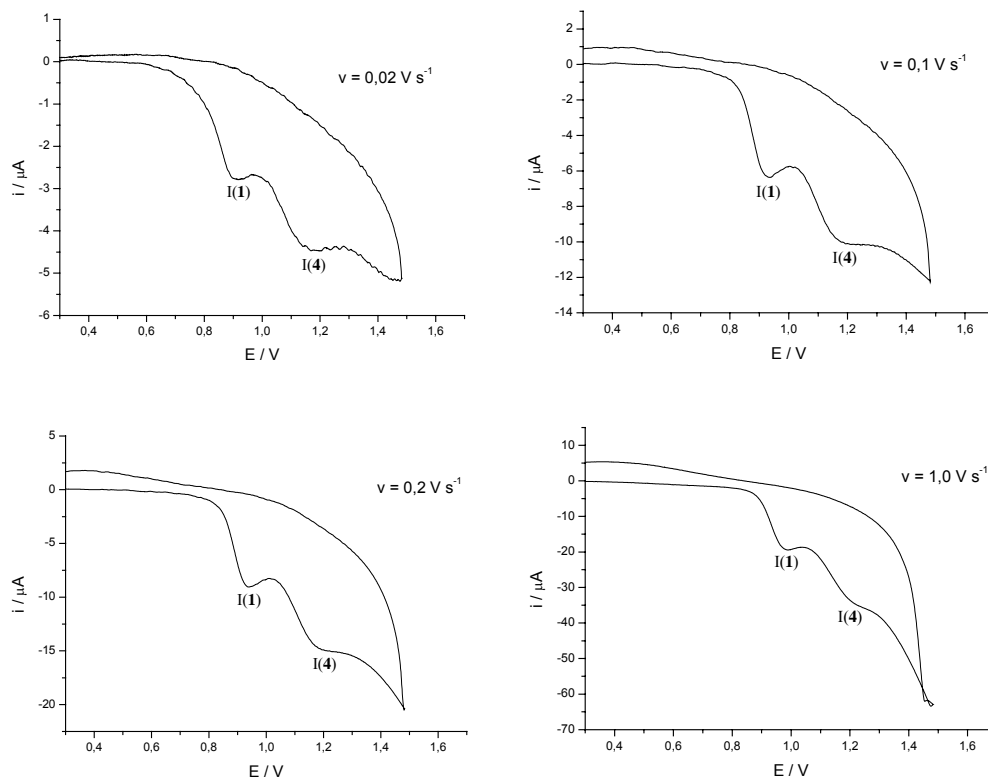 1
0
-1
-2
-3
-4
-5
-6
i / μA
v = 0,02 V s⁻¹
I(1)
I(4)
0,4 0,6 0,8 1,0 1,2 1,4 1,6
E / V
2
0
-2
-4
-6
-8
-10
-12
-14
i / μA
v = 0,1 V s⁻¹
I(1)
I(4)
0,4 0,6 0,8 1,0 1,2 1,4 1,6
E / V
5
0
-5
-10
-15
-20
i / μA
v = 0,2 V s⁻¹
I(1)
I(4)
0,4 0,6 0,8 1,0 1,2 1,4 1,6
E / V
10
0
-10
-20
-30
-40
-50
-60
-70
i / μA
v = 1,0 V s⁻¹
I(1)
I(4)
0,4 0,6 0,8 1,0 1,2 1,4 1,6
E / V